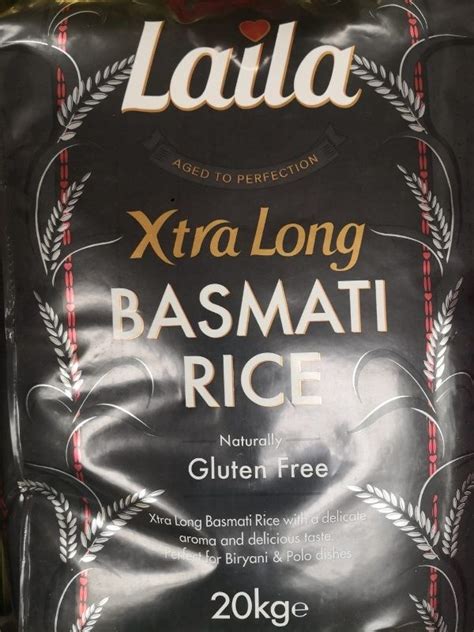 Laila
AGED TO PERFECTION
Xtra Long
BASMATI
RICE
Naturally
Gluten Free
Xtra Long Basmati Rice with a delicate
aroma and delicious taste
Perfect for Biryani & Polo dishes
20kg℮